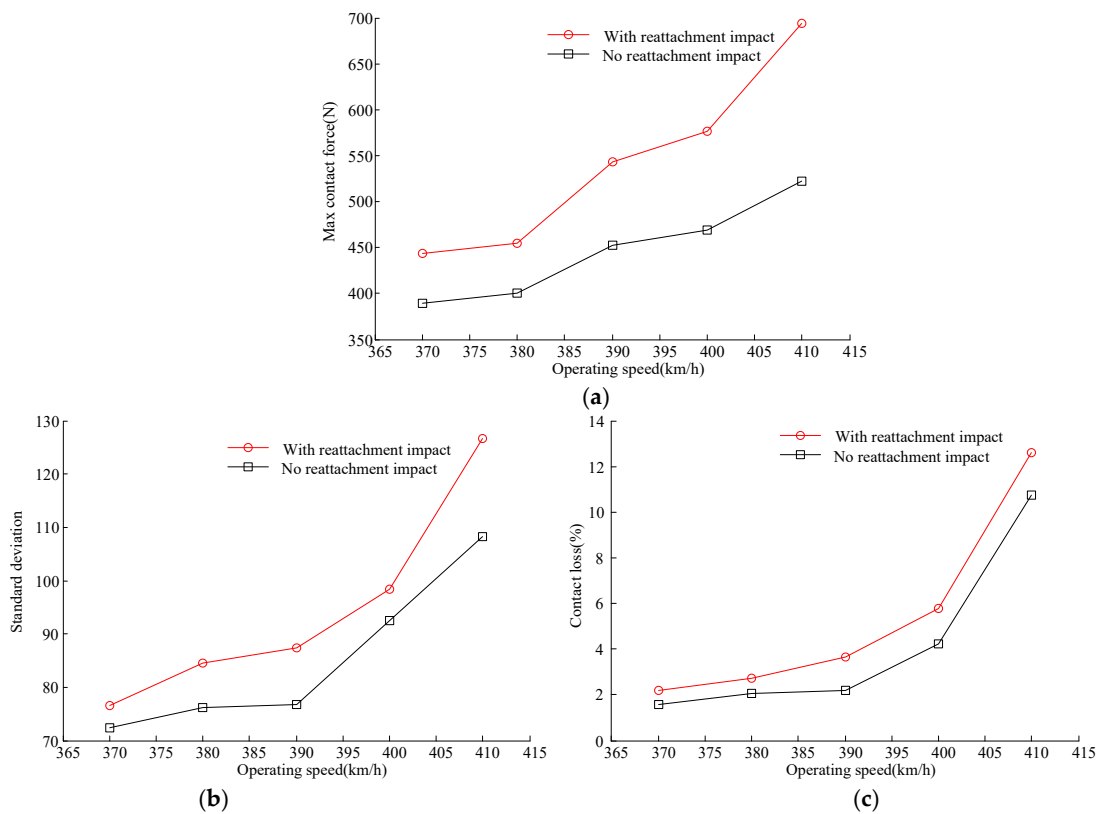 700
650
600
550
500
450
400
350
Max contact force(N)
With reattachment impact
No reattachment impact
365 370 375 380 385 390 395 400 405 410 415
Operating speed(km/h)
(a)
130
120
110
100
90
80
70
Standard deviation
With reattachment impact
No reattachment impact
365 370 375 380 385 390 395 400 405 410 415
Operating speed(km/h)
(b)
14
12
10
8
6
4
2
0
Contact loss(%)
With reattachment impact
No reattachment impact
365 370 375 380 385 390 395 400 405 410 415
Operating speed(km/h)
(c)